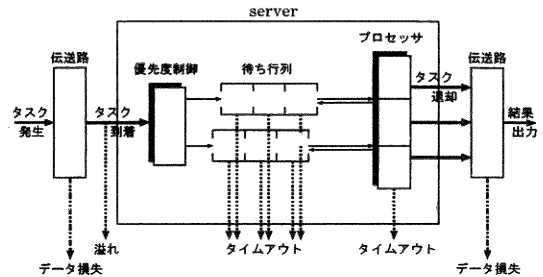 server
プロセッサ
伝送路
優先度制御
待ち行列
伝送路
タスク
発生
タスク
到着
タスク
退却
結果
出力
溢れ
タイムアウト
タイムアウト
データ損失
データ損失